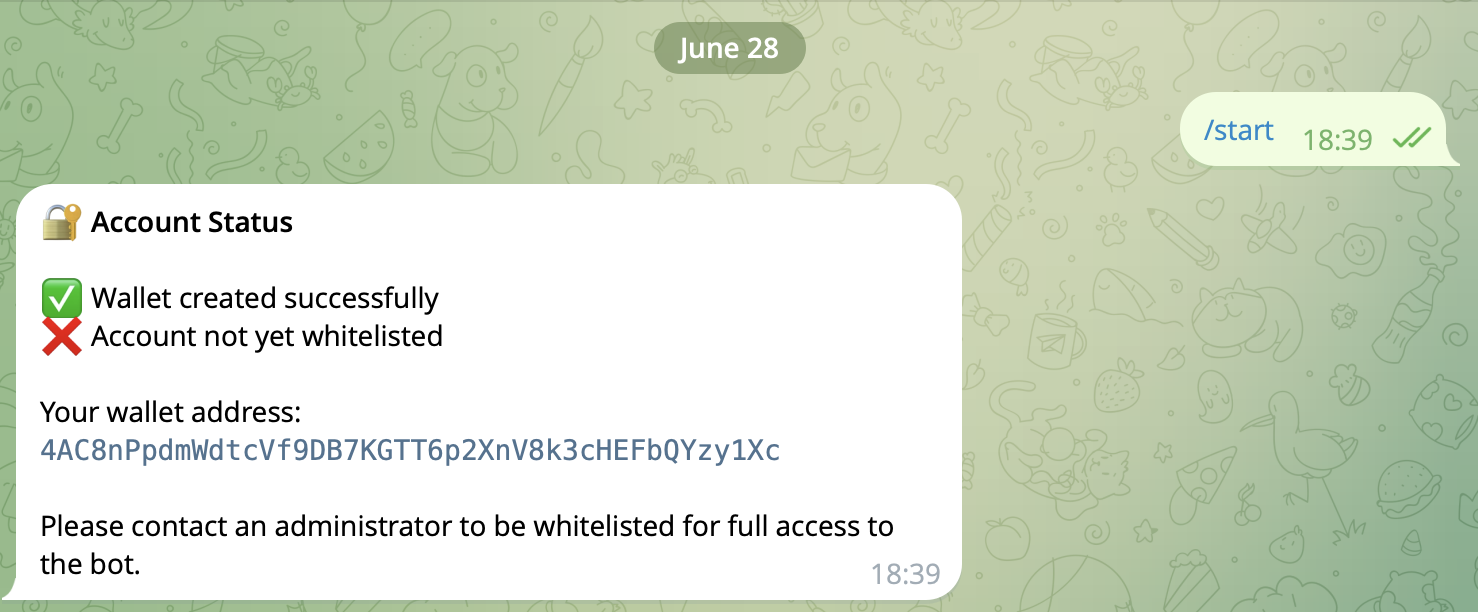 June 28
/start 18:39
Account Status
Wallet created successfully
Account not yet whitelisted
Your wallet address:
4AC8nPpdmWdtcVf9DB7KGTT6p2XnV8k3cHEFbQYzy1Xc
Please contact an administrator to be whitelisted for full access to
the bot.
18:39